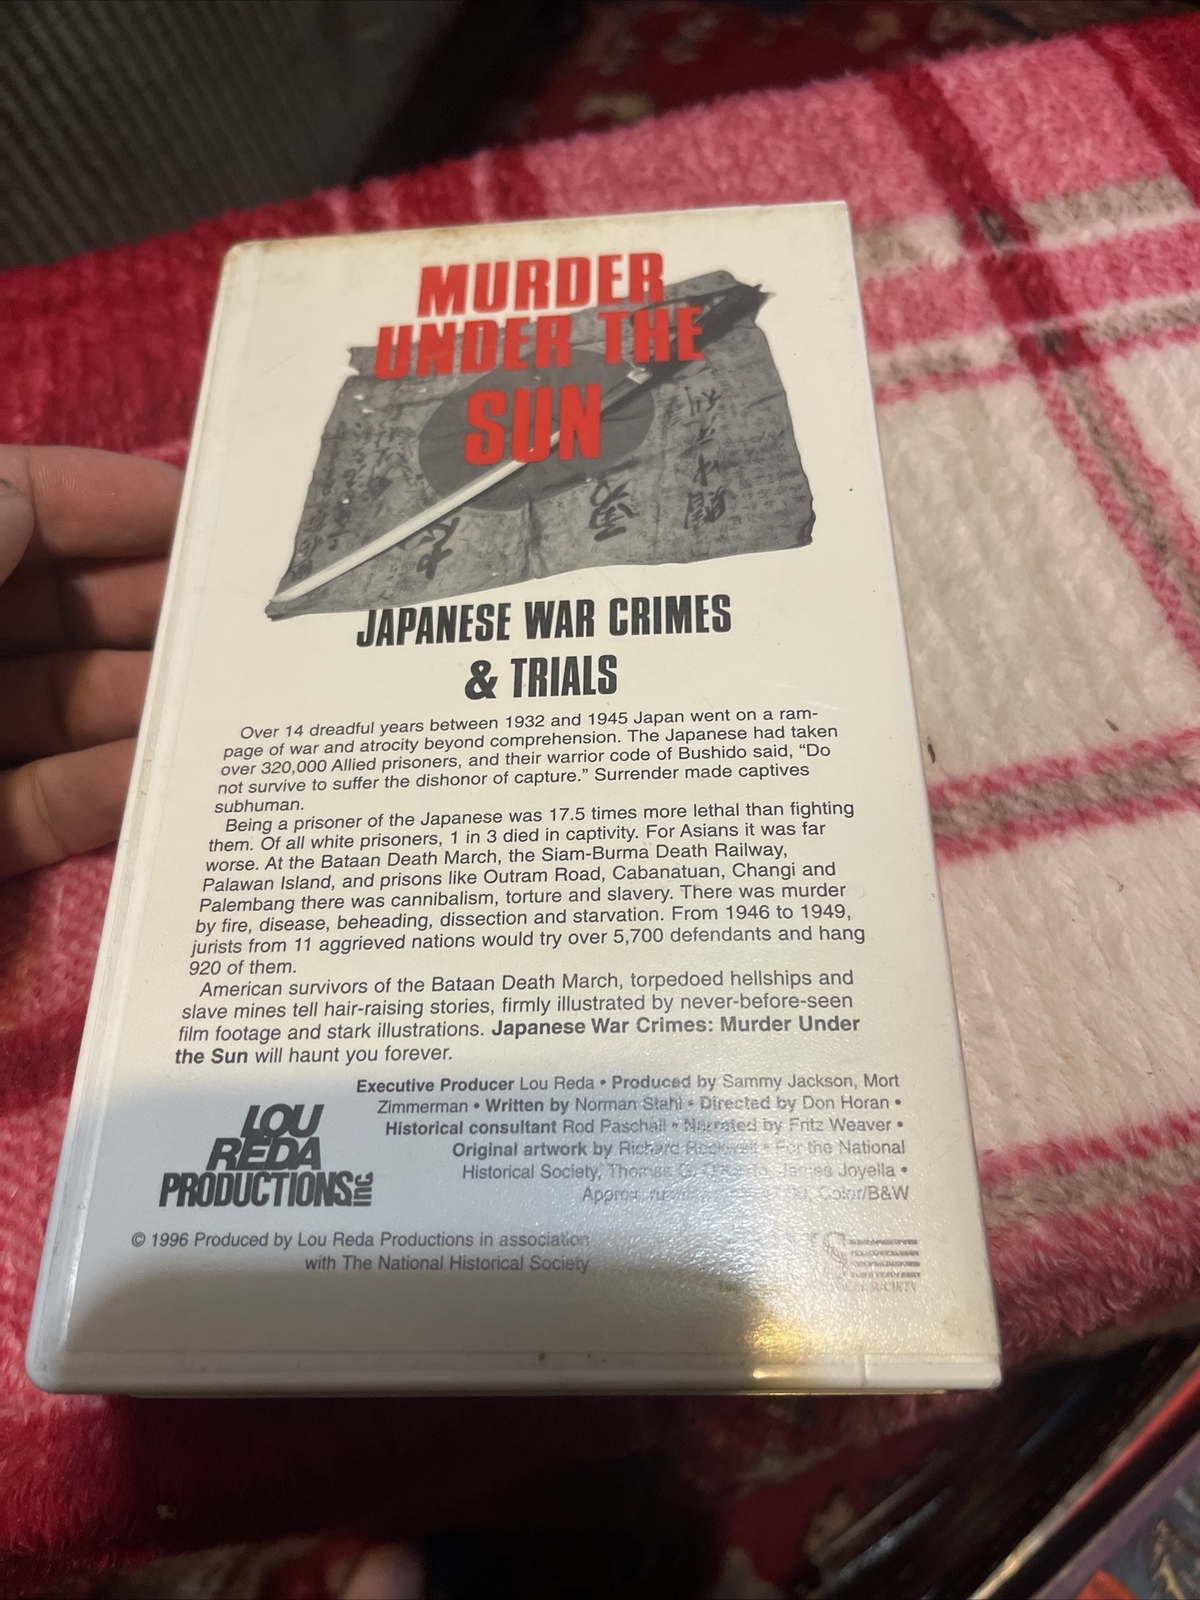 MURDER
UNDER THE
SUN
JAPANESE WAR CRIMES
& TRIALS
Over 14 dreadful years between 1932 and 1945 Japan went on a ram-
page of war and atrocity beyond comprehension. The Japanese had taken
over 320,000 Allied prisoners, and their warrior code of Bushido said, “Do
not survive to suffer the dishonor of capture.” Surrender made captives
subhuman.
Being a prisoner of the Japanese was 17.5 times more lethal than fighting
them. Of all white prisoners, 1 in 3 died in captivity. For Asians it was far
worse. At the Bataan Death March, the Siam-Burma Death Railway,
Palawan Island, and prisons like Outram Road, Cabanatuan, Changi and
Palembang there was cannibalism, torture and slavery. There was murder
by fire, disease, beheading, dissection and starvation. From 1946 to 1949,
jurists from 11 aggrieved nations would try over 5,700 defendants and hang
920 of them.
American survivors of the Bataan Death March, torpedoed hellships and
slave mines tell hair-raising stories, firmly illustrated by never-before-seen
film footage and stark illustrations. Japanese War Crimes: Murder Under
the Sun will haunt you forever.
Executive Producer Lou Reda • Produced by Sammy Jackson, Mort
Zimmerman • Written by Norman Stahl • Directed by Don Horan •
Historical consultant Rod Paschall • Narrated by Fritz Weaver •
Original artwork by Richard Rockwell • For the National
Historical Society, Thomas G. James Joyella •
Color/B&W
LOU
REDA
PRODUCTIONS INC
© 1996 Produced by Lou Reda Productions in association
with The National Historical Society